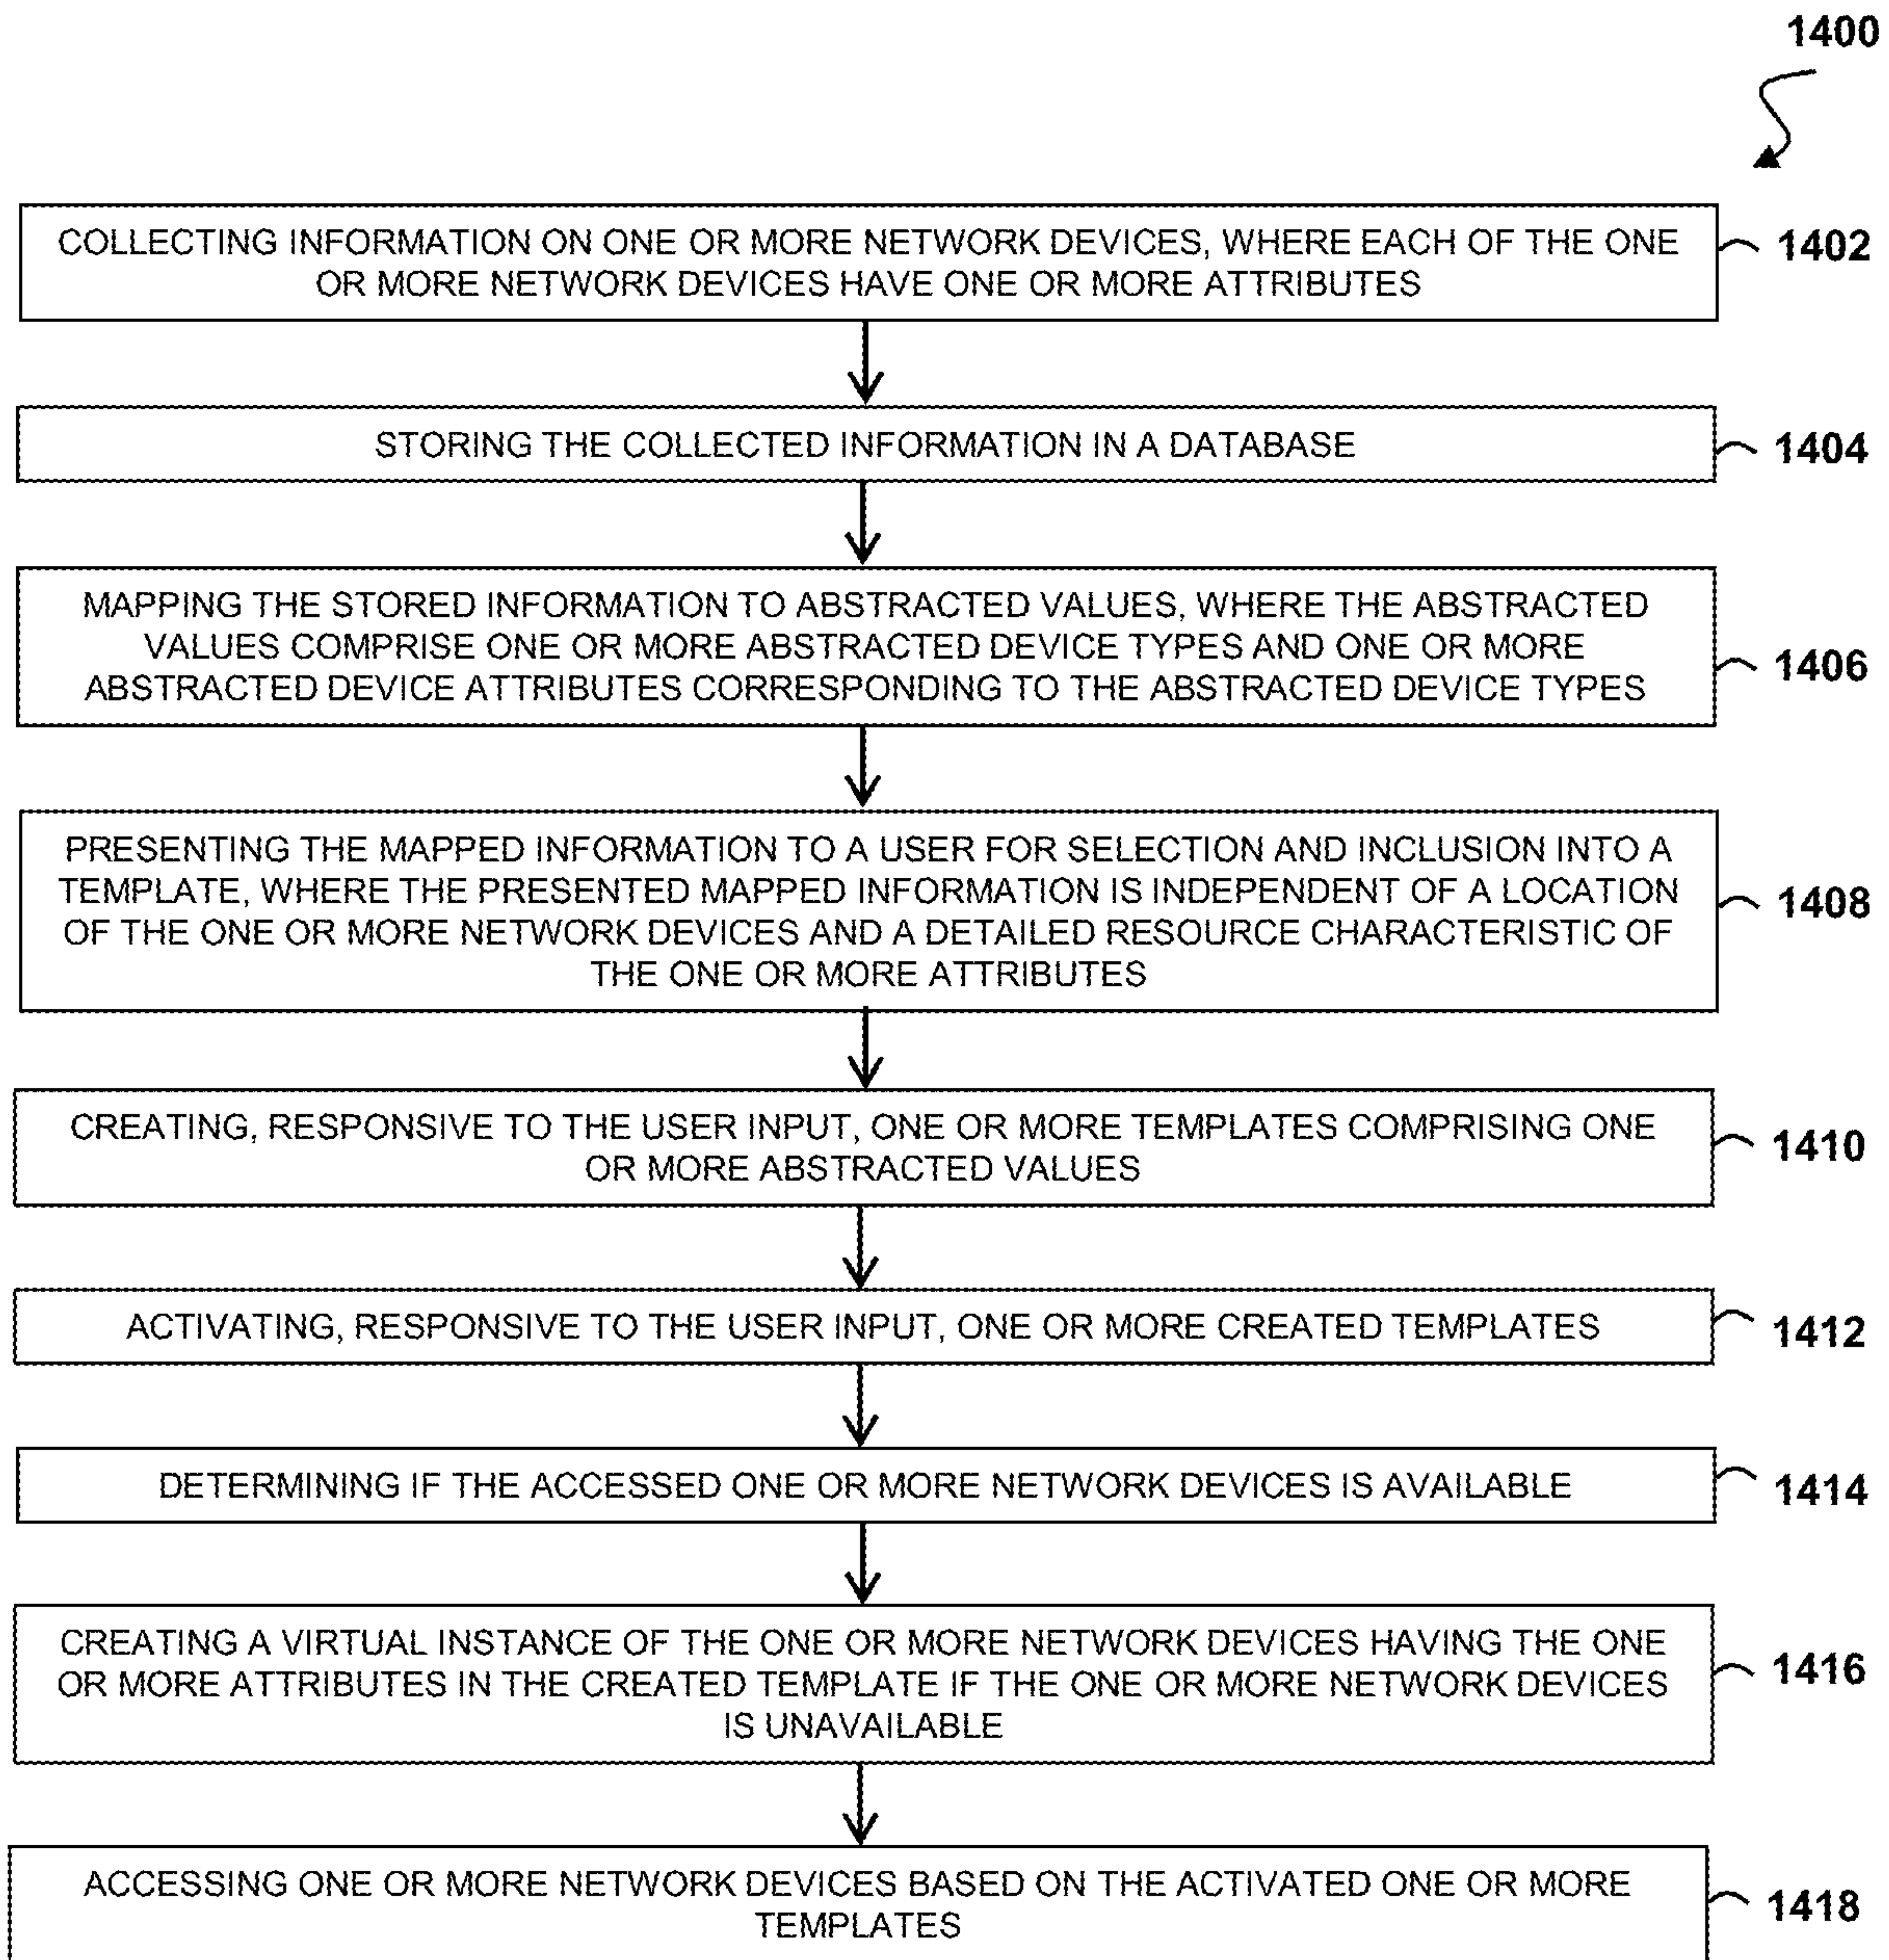 1400
COLLECTING INFORMATION ON ONE OR MORE NETWORK DEVICES, WHERE EACH OF THE ONE
OR MORE NETWORK DEVICES HAVE ONE OR MORE ATTRIBUTES
1402
STORING THE COLLECTED INFORMATION IN A DATABASE
1404
MAPPING THE STORED INFORMATION TO ABSTRACTED VALUES, WHERE THE ABSTRACTED
VALUES COMPRISE ONE OR MORE ABSTRACTED DEVICE TYPES AND ONE OR MORE
ABSTRACTED DEVICE ATTRIBUTES CORRESPONDING TO THE ABSTRACTED DEVICE TYPES
1406
PRESENTING THE MAPPED INFORMATION TO A USER FOR SELECTION AND INCLUSION INTO A
TEMPLATE, WHERE THE PRESENTED MAPPED INFORMATION IS INDEPENDENT OF A LOCATION
OF THE ONE OR MORE NETWORK DEVICES AND A DETAILED RESOURCE CHARACTERISTIC OF
THE ONE OR MORE ATTRIBUTES
1408
CREATING, RESPONSIVE TO THE USER INPUT, ONE OR MORE TEMPLATES COMPRISING ONE
OR MORE ABSTRACTED VALUES
1410
ACTIVATING, RESPONSIVE TO THE USER INPUT, ONE OR MORE CREATED TEMPLATES
1412
DETERMINING IF THE ACCESSED ONE OR MORE NETWORK DEVICES IS AVAILABLE
1414
CREATING A VIRTUAL INSTANCE OF THE ONE OR MORE NETWORK DEVICES HAVING THE ONE
OR MORE ATTRIBUTES IN THE CREATED TEMPLATE IF THE ONE OR MORE NETWORK DEVICES
IS UNAVAILABLE
1416
ACCESSING ONE OR MORE NETWORK DEVICES BASED ON THE ACTIVATED ONE OR MORE
TEMPLATES
1418